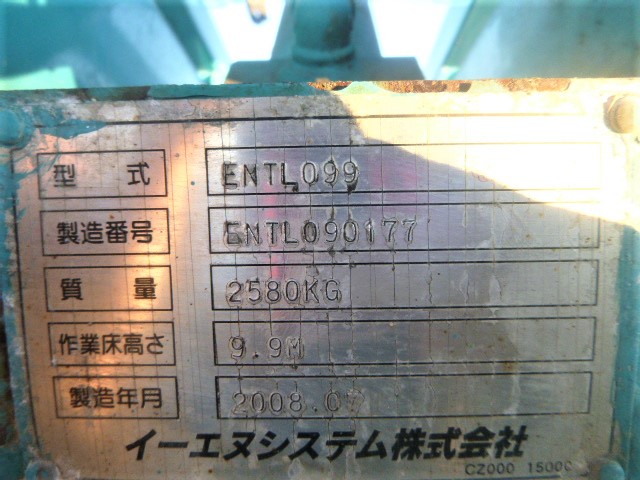 型式 ENTL099
製造番号 ENTL090177
質量 2580KG
作業床高さ 9.9M
製造年月
イーエヌシステム株式会社
CZ000 1500C